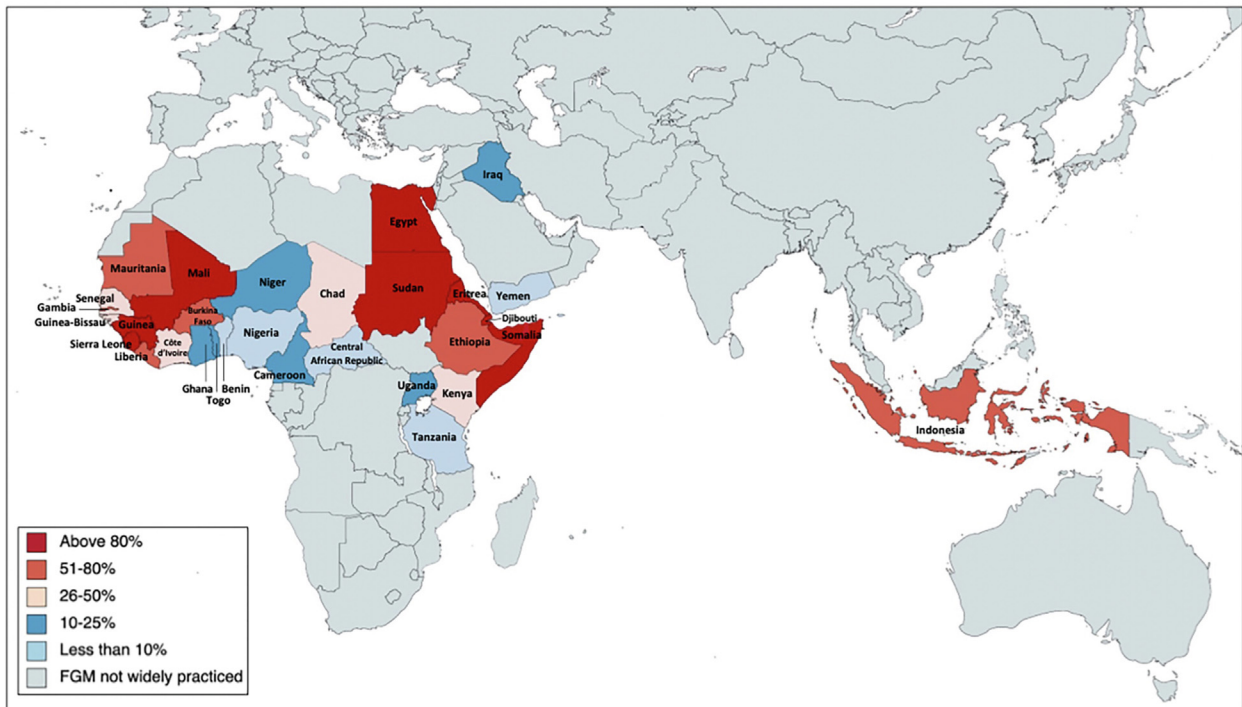 Iraq
Egypt
Mauritania
Mali
Niger
Chad
Sudan
Eritrea
Yemen
Senegal
Gambia
Guinea-Bissau
Guinea
Burkina
Faso
Djibouti
Somalia
Sierra Leone
Liberia
Côte
d'Ivoire
Nigeria
Central
African Republic
Ethiopia
Ghana
Togo
Benin
Cameroon
Uganda
Kenya
Tanzania
Indonesia
Above 80%
51-80%
26-50%
10-25%
Less than 10%
FGM not widely practiced